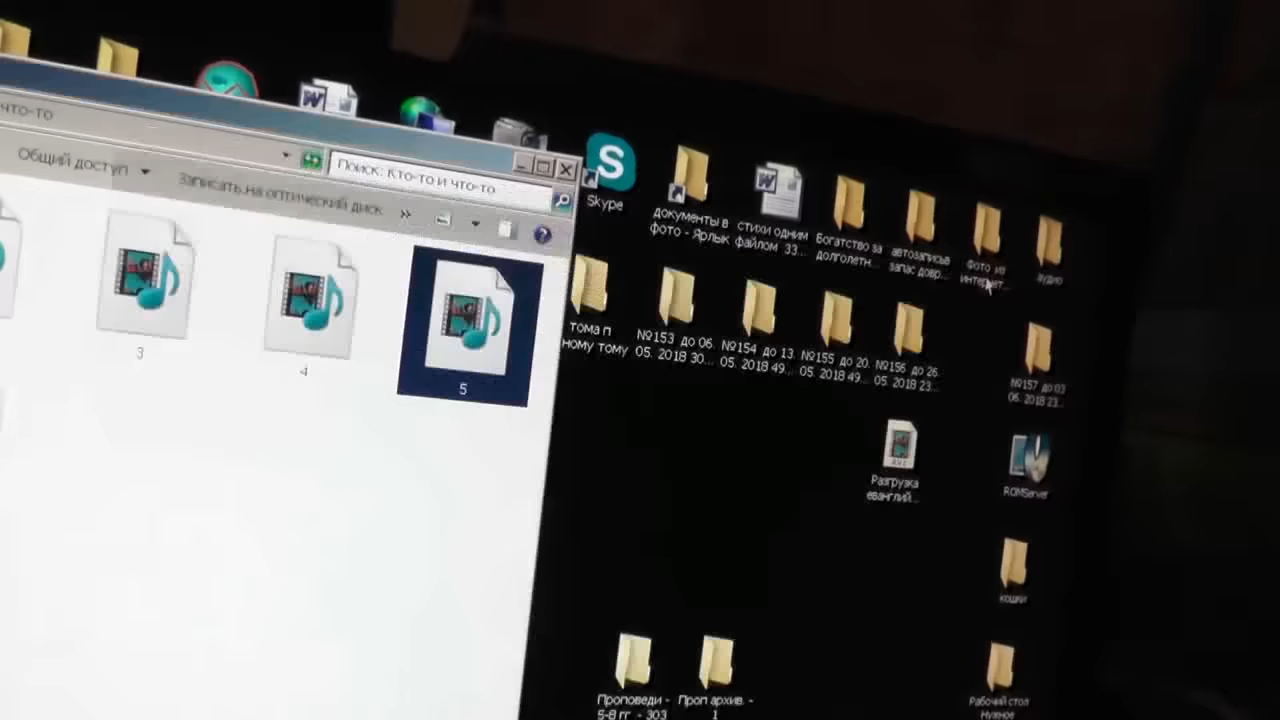 что-то
Поиск: Кто-то и что-то
Общий доступ
Записать на оптический диск
»
3
4
5
W
W
S
Skype
документы в
фото - Ярлык
стихи одним
файлом 33...
Богатство за
долголетн...
автозаписьв
запас довр...
Фото из
интернет...
аудио
тома п
ному тому
№153 до 06.
05. 2018 30...
№154 до 13.
05. 2018 49...
№155 до 20.
05. 2018 49...
№156 до 26.
05. 2018 23...
№157 до 03
06. 2018 23...
Разгрузка
еванглий...
ROMServer
кошки
Проповеди -
5-8 гг. - 303
Проп архив. -
1
Рабочий стол
Нужное